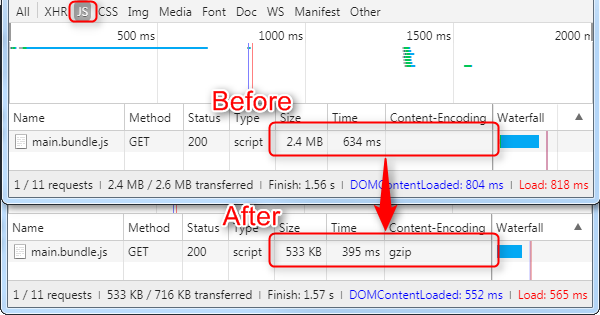 All XHR JS CSS Img Media Font Doc WS Manifest Other
500 ms 1000 ms 1500 ms 2000 m
Before
Name Method Status Type Size Time Content-Encoding Waterfall
main.bundle.js GET 200 script 2.4 MB 634 ms
1 / 11 requests 2.4 MB / 2.6 MB transferred Finish: 1.56 s DOMContentLoaded: 804 ms Load: 818 ms
After
Name Method Status Type Size Time Content-Encoding Waterfall
main.bundle.js GET 200 script 533 KB 395 ms gzip
1 / 11 requests 533 KB / 716 KB transferred Finish: 1.57 s DOMContentLoaded: 552 ms Load: 565 ms